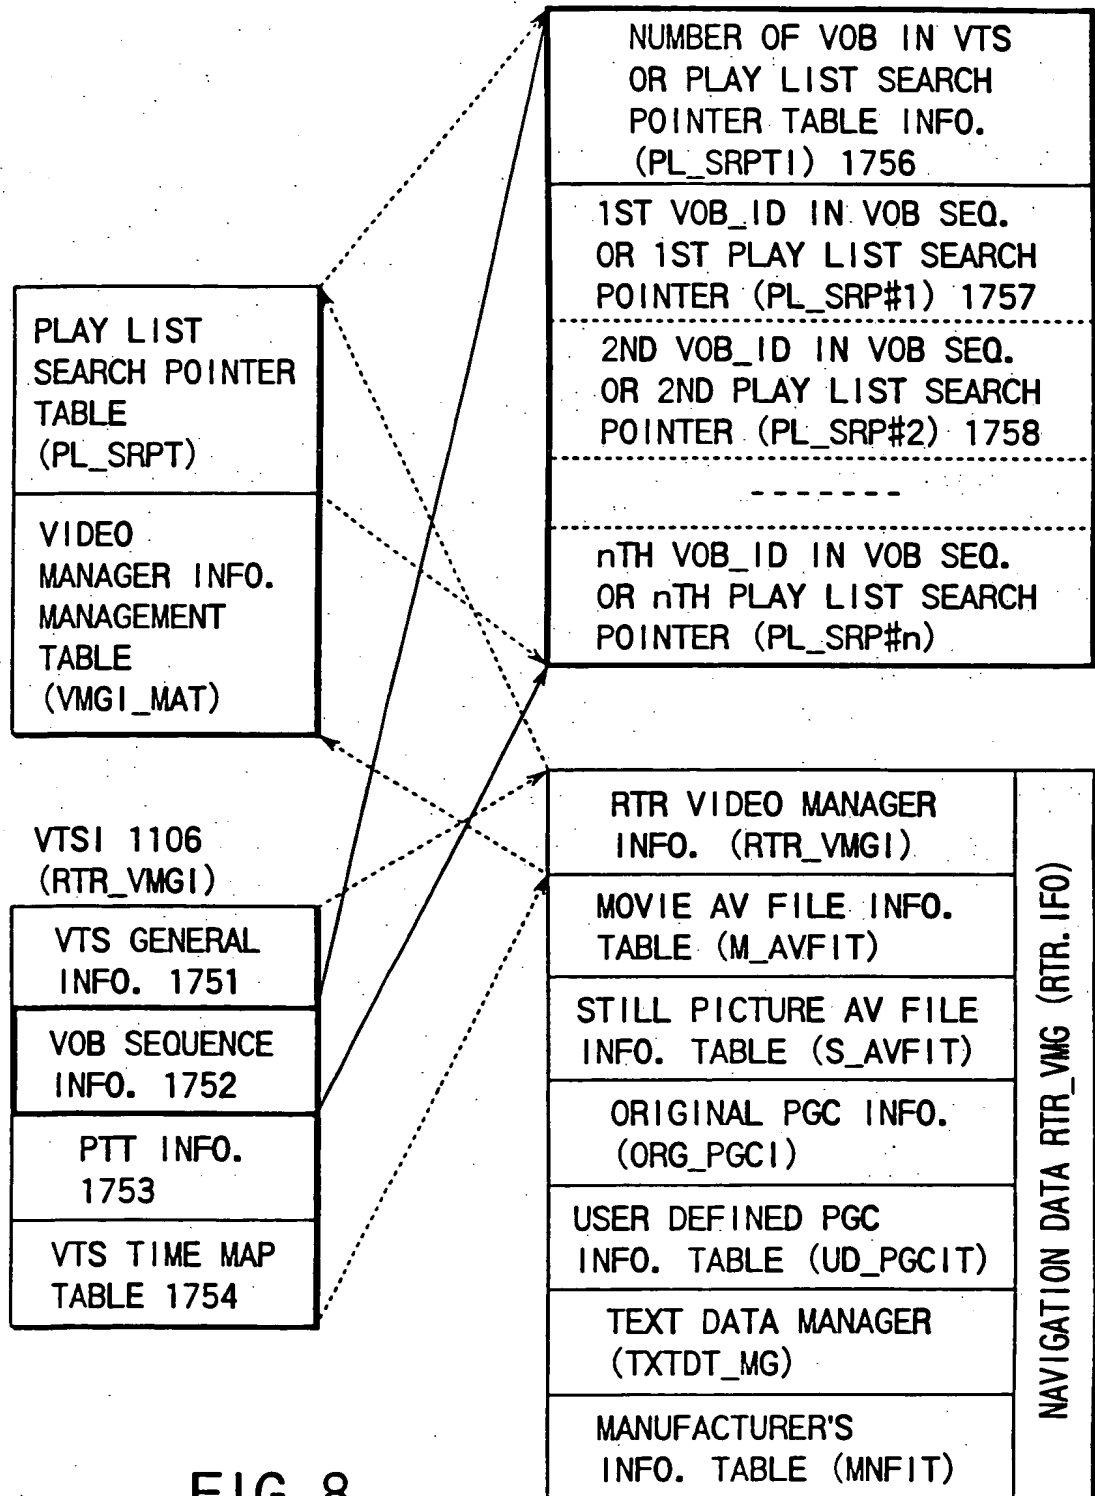 NUMBER OF VOB IN VTS
OR PLAY LIST SEARCH
POINTER TABLE INFO.
(PL_SRPTI) 1756
1ST VOB_ID IN VOB SEQ.
OR 1ST PLAY LIST SEARCH
POINTER (PL_SRP#1) 1757
2ND VOB_ID IN VOB SEQ.
OR 2ND PLAY LIST SEARCH
POINTER (PL_SRP#2) 1758
-------
nTH VOB_ID IN VOB SEQ.
OR nTH PLAY LIST SEARCH
POINTER (PL_SRP#n)
PLAY LIST
SEARCH POINTER
TABLE
(PL_SRPT)
VIDEO
MANAGER INFO.
MANAGEMENT
TABLE
(VMGI_MAT)
VTSI 1106
(RTR_VMGI)
VTS GENERAL
INFO. 1751
VOB SEQUENCE
INFO. 1752
PTT INFO.
1753
VTS TIME MAP
TABLE 1754
RTR VIDEO MANAGER
INFO. (RTR_VMGI)
MOVIE AV FILE INFO.
TABLE (M_AVFIT)
STILL PICTURE AV FILE
INFO. TABLE (S_AVFIT)
ORIGINAL PGC INFO.
(ORG_PGCI)
USER DEFINED PGC
INFO. TABLE (UD_PGCIT)
TEXT DATA MANAGER
(TXTDT_MG)
MANUFACTURER'S
INFO. TABLE (MNFIT)
NAVIGATION DATA RTR_VMG (RTR.IFO)
FIG. 8